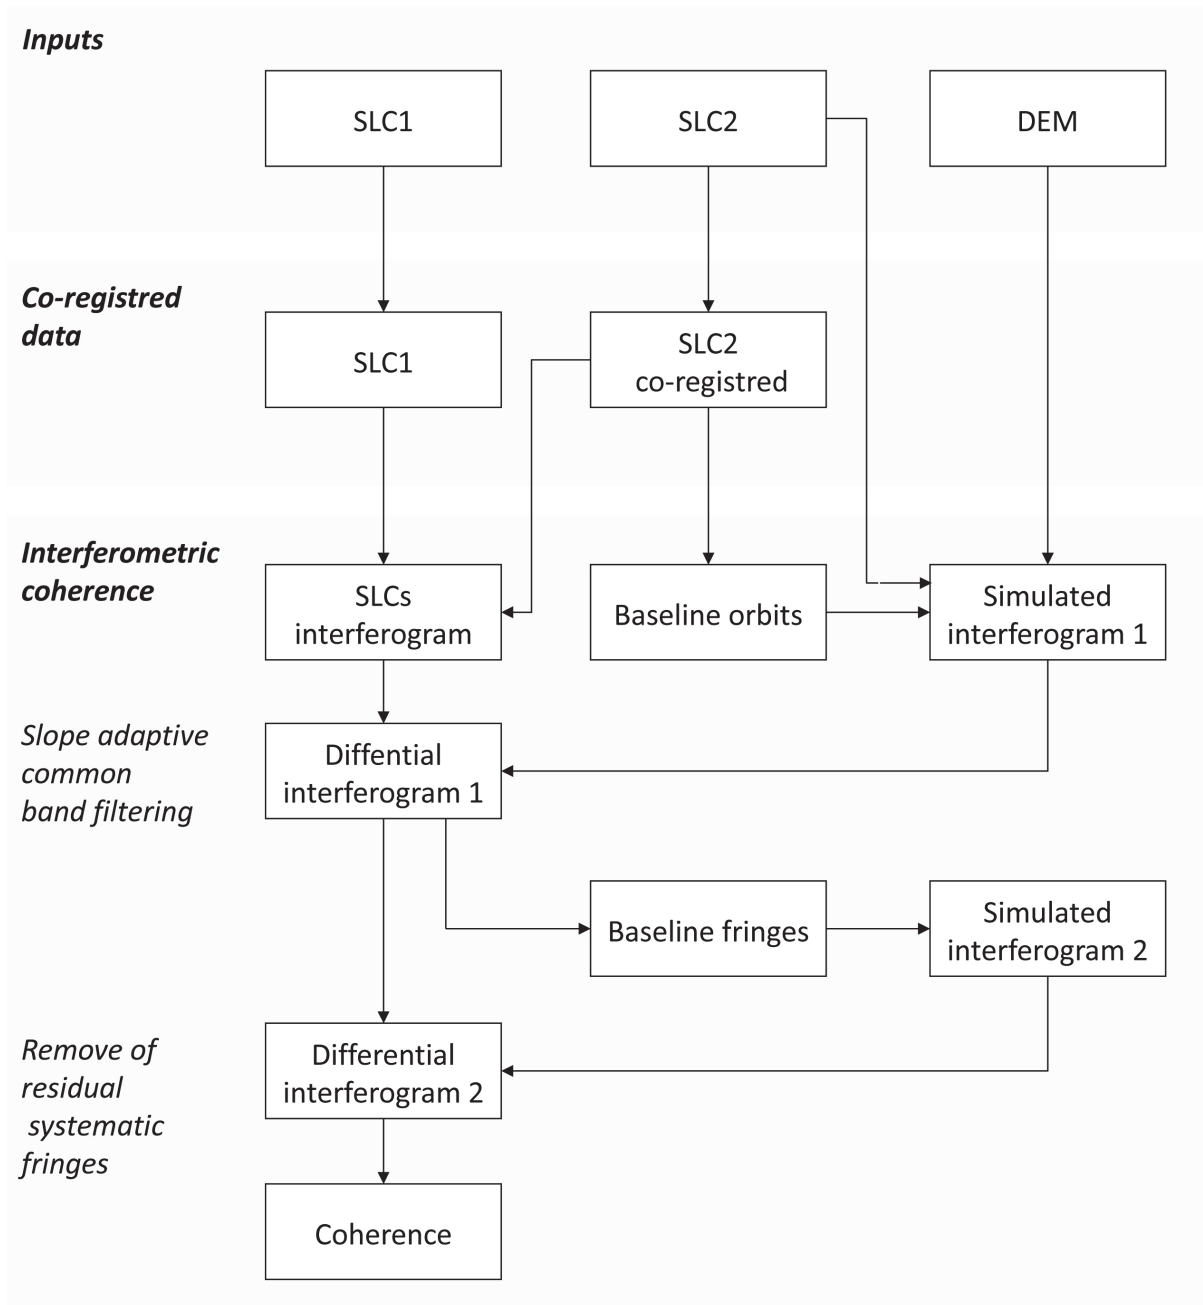 Inputs
SLC1
SLC2
DEM
Co-registred
data
SLC1
SLC2
co-registred
Interferometric
coherence
SLCs
interferogram
Baseline orbits
Simulated
interferogram 1
Slope adaptive
common
band filtering
Diffential
interferogram 1
Baseline fringes
Simulated
interferogram 2
Remove of
residual
systematic
fringes
Differential
interferogram 2
Coherence